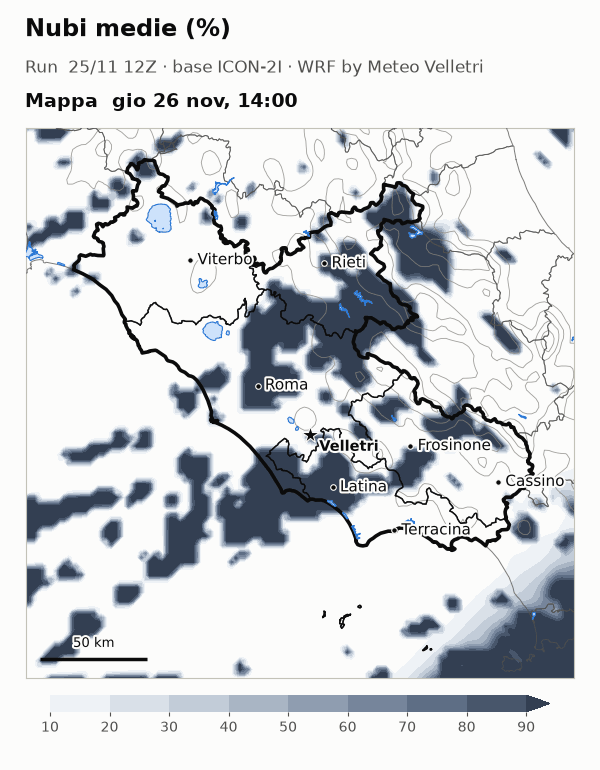 Nubi medie (%)
Run 25/11 12Z · base ICON-2I · WRF by Meteo Velletri
Mappa gio 26 nov, 14:00
Viterbo
Rieti
Roma
Velletri
Frosinone
Latina
Cassino
Terracina
50 km
10 20 30 40 50 60 70 80 90